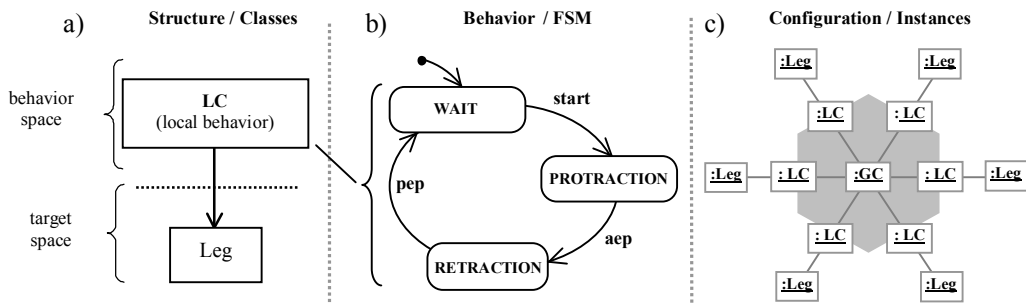 Structure / Classes
Behavior / FSM
Configuration / Instances
a)
b)
c)
behavior
space
LC
(local behavior)
target
space
Leg
WAIT
start
PROTRACTION
pep
aep
RETRACTION
:Leg
:Leg
:LC
: LC
:Leg
: LC
:GC
: LC
:Leg
: LC
: LC
:Leg
:Leg